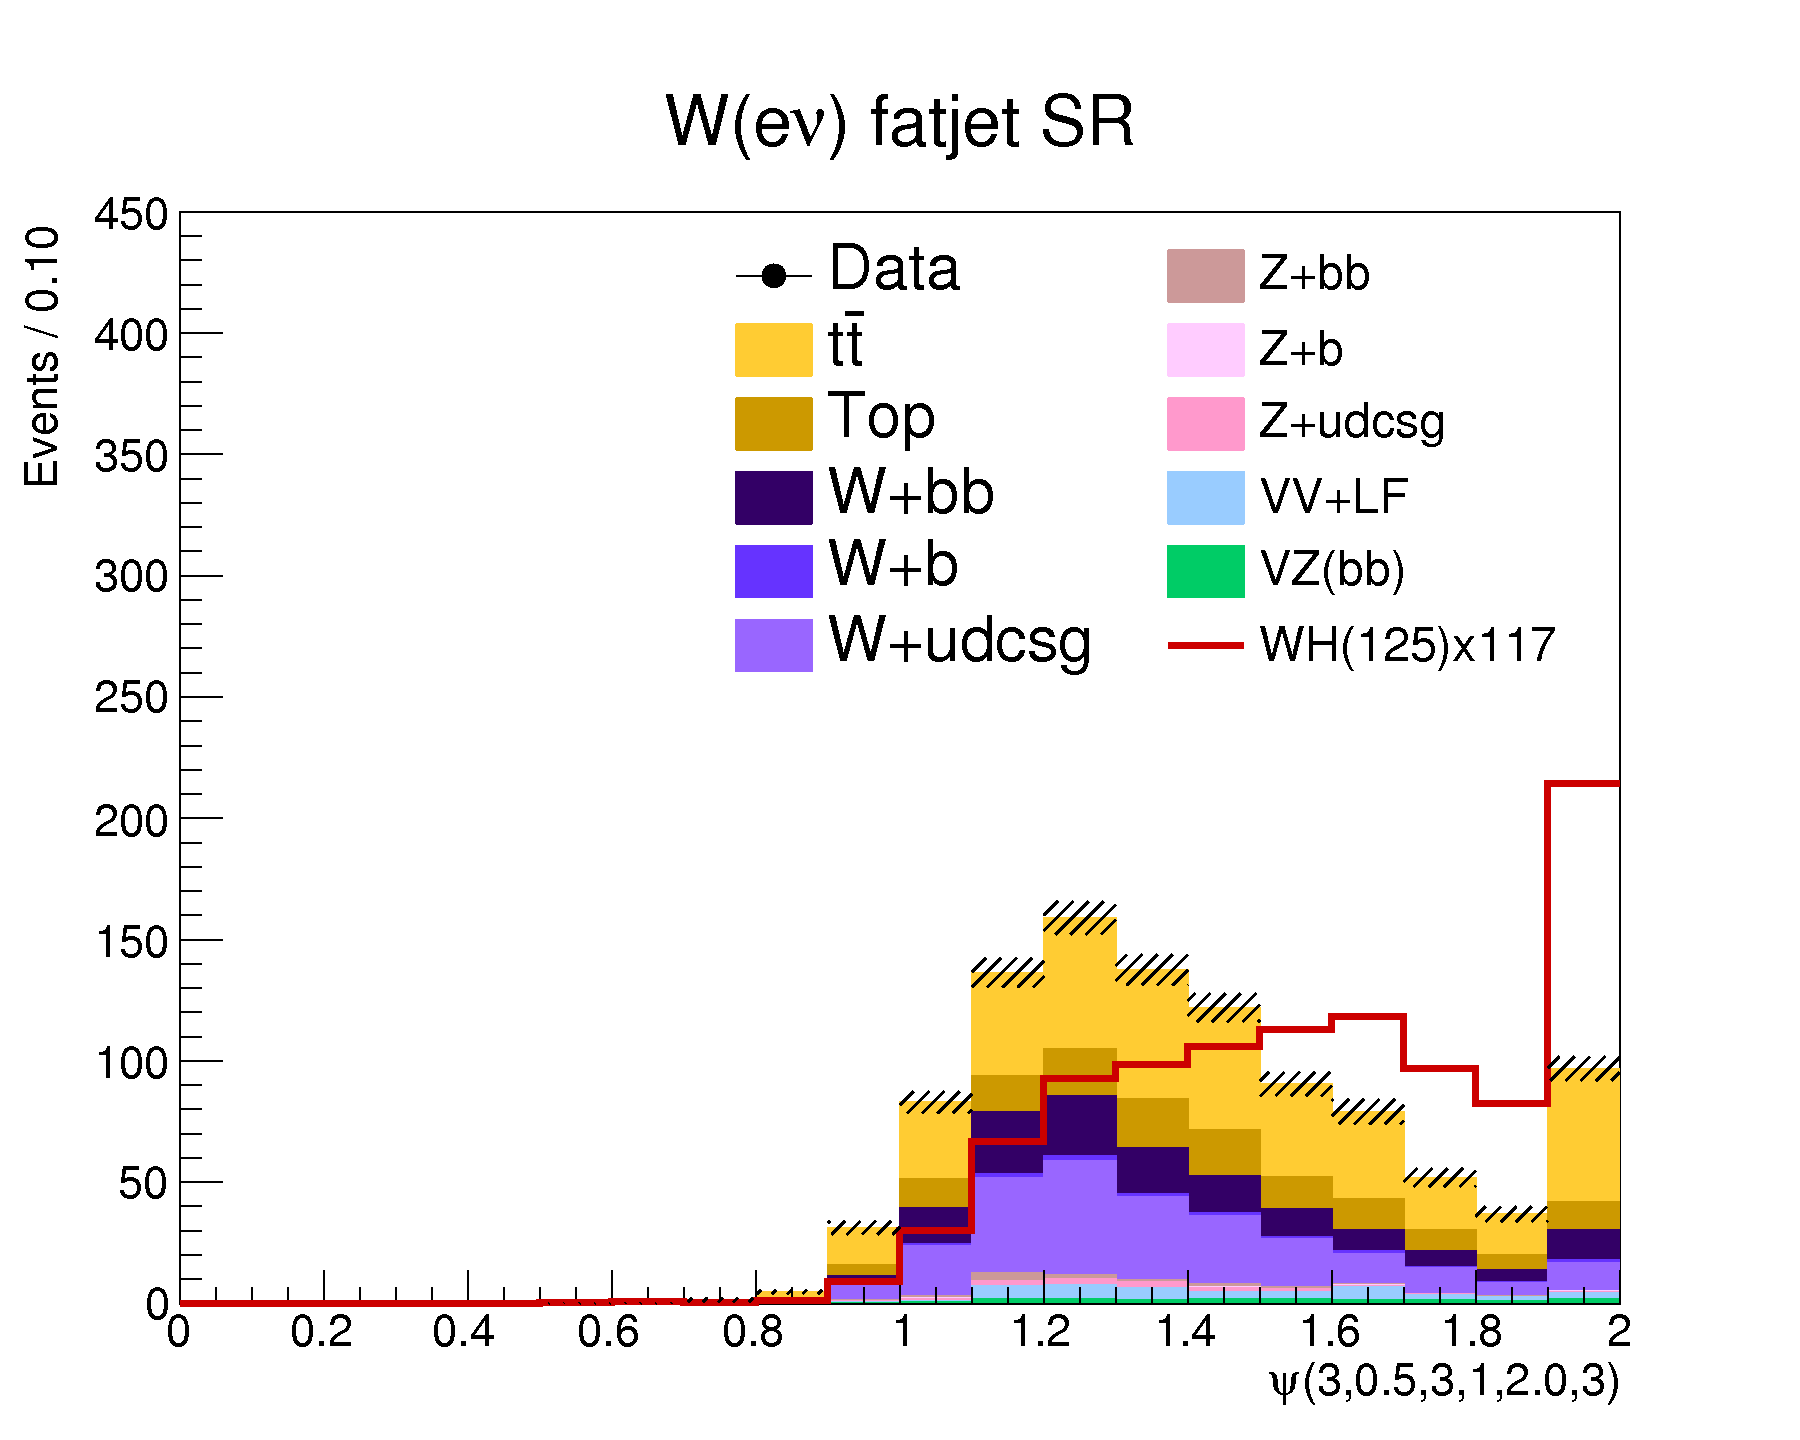 W(eν) fatjet SR
Events / 0.10
450
400
350
300
250
200
150
100
50
0
Data
tt̄
Top
W+bb
W+b
W+udcsg
Z+bb
Z+b
Z+udcsg
VV+LF
VZ(bb)
WH(125)x117
0 0.2 0.4 0.6 0.8 1 1.2 1.4 1.6 1.8 2
ψ(3,0.5,3,1,2.0,3)